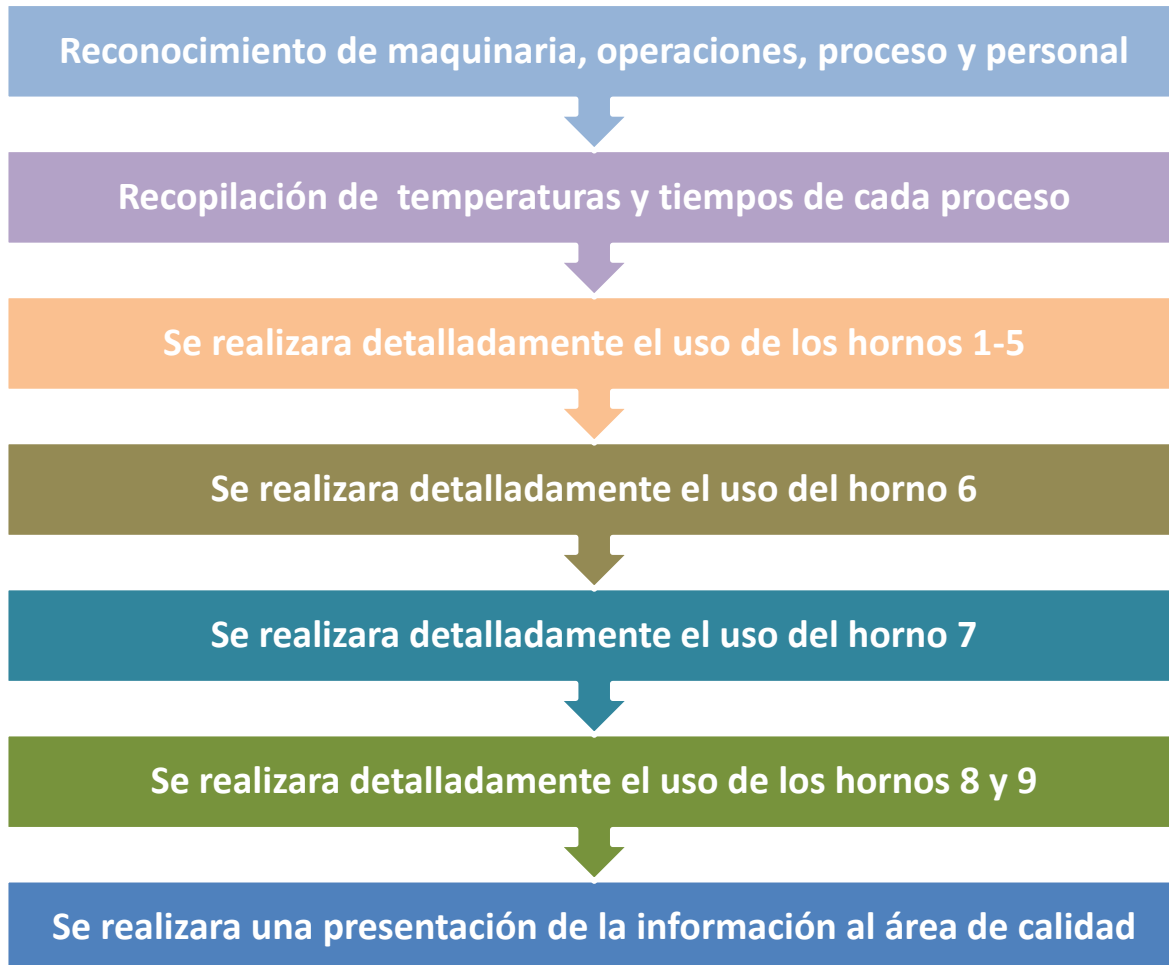 Reconocimiento de maquinaria, operaciones, proceso y personal
Recopilación de  temperaturas y tiempos de cada proceso
Se realizara detalladamente el uso de los hornos 1-5
Se realizara detalladamente el uso del horno 6
Se realizara detalladamente el uso del horno 7
Se realizara detalladamente el uso de los hornos 8 y 9
Se realizara una presentación de la información al área de calidad